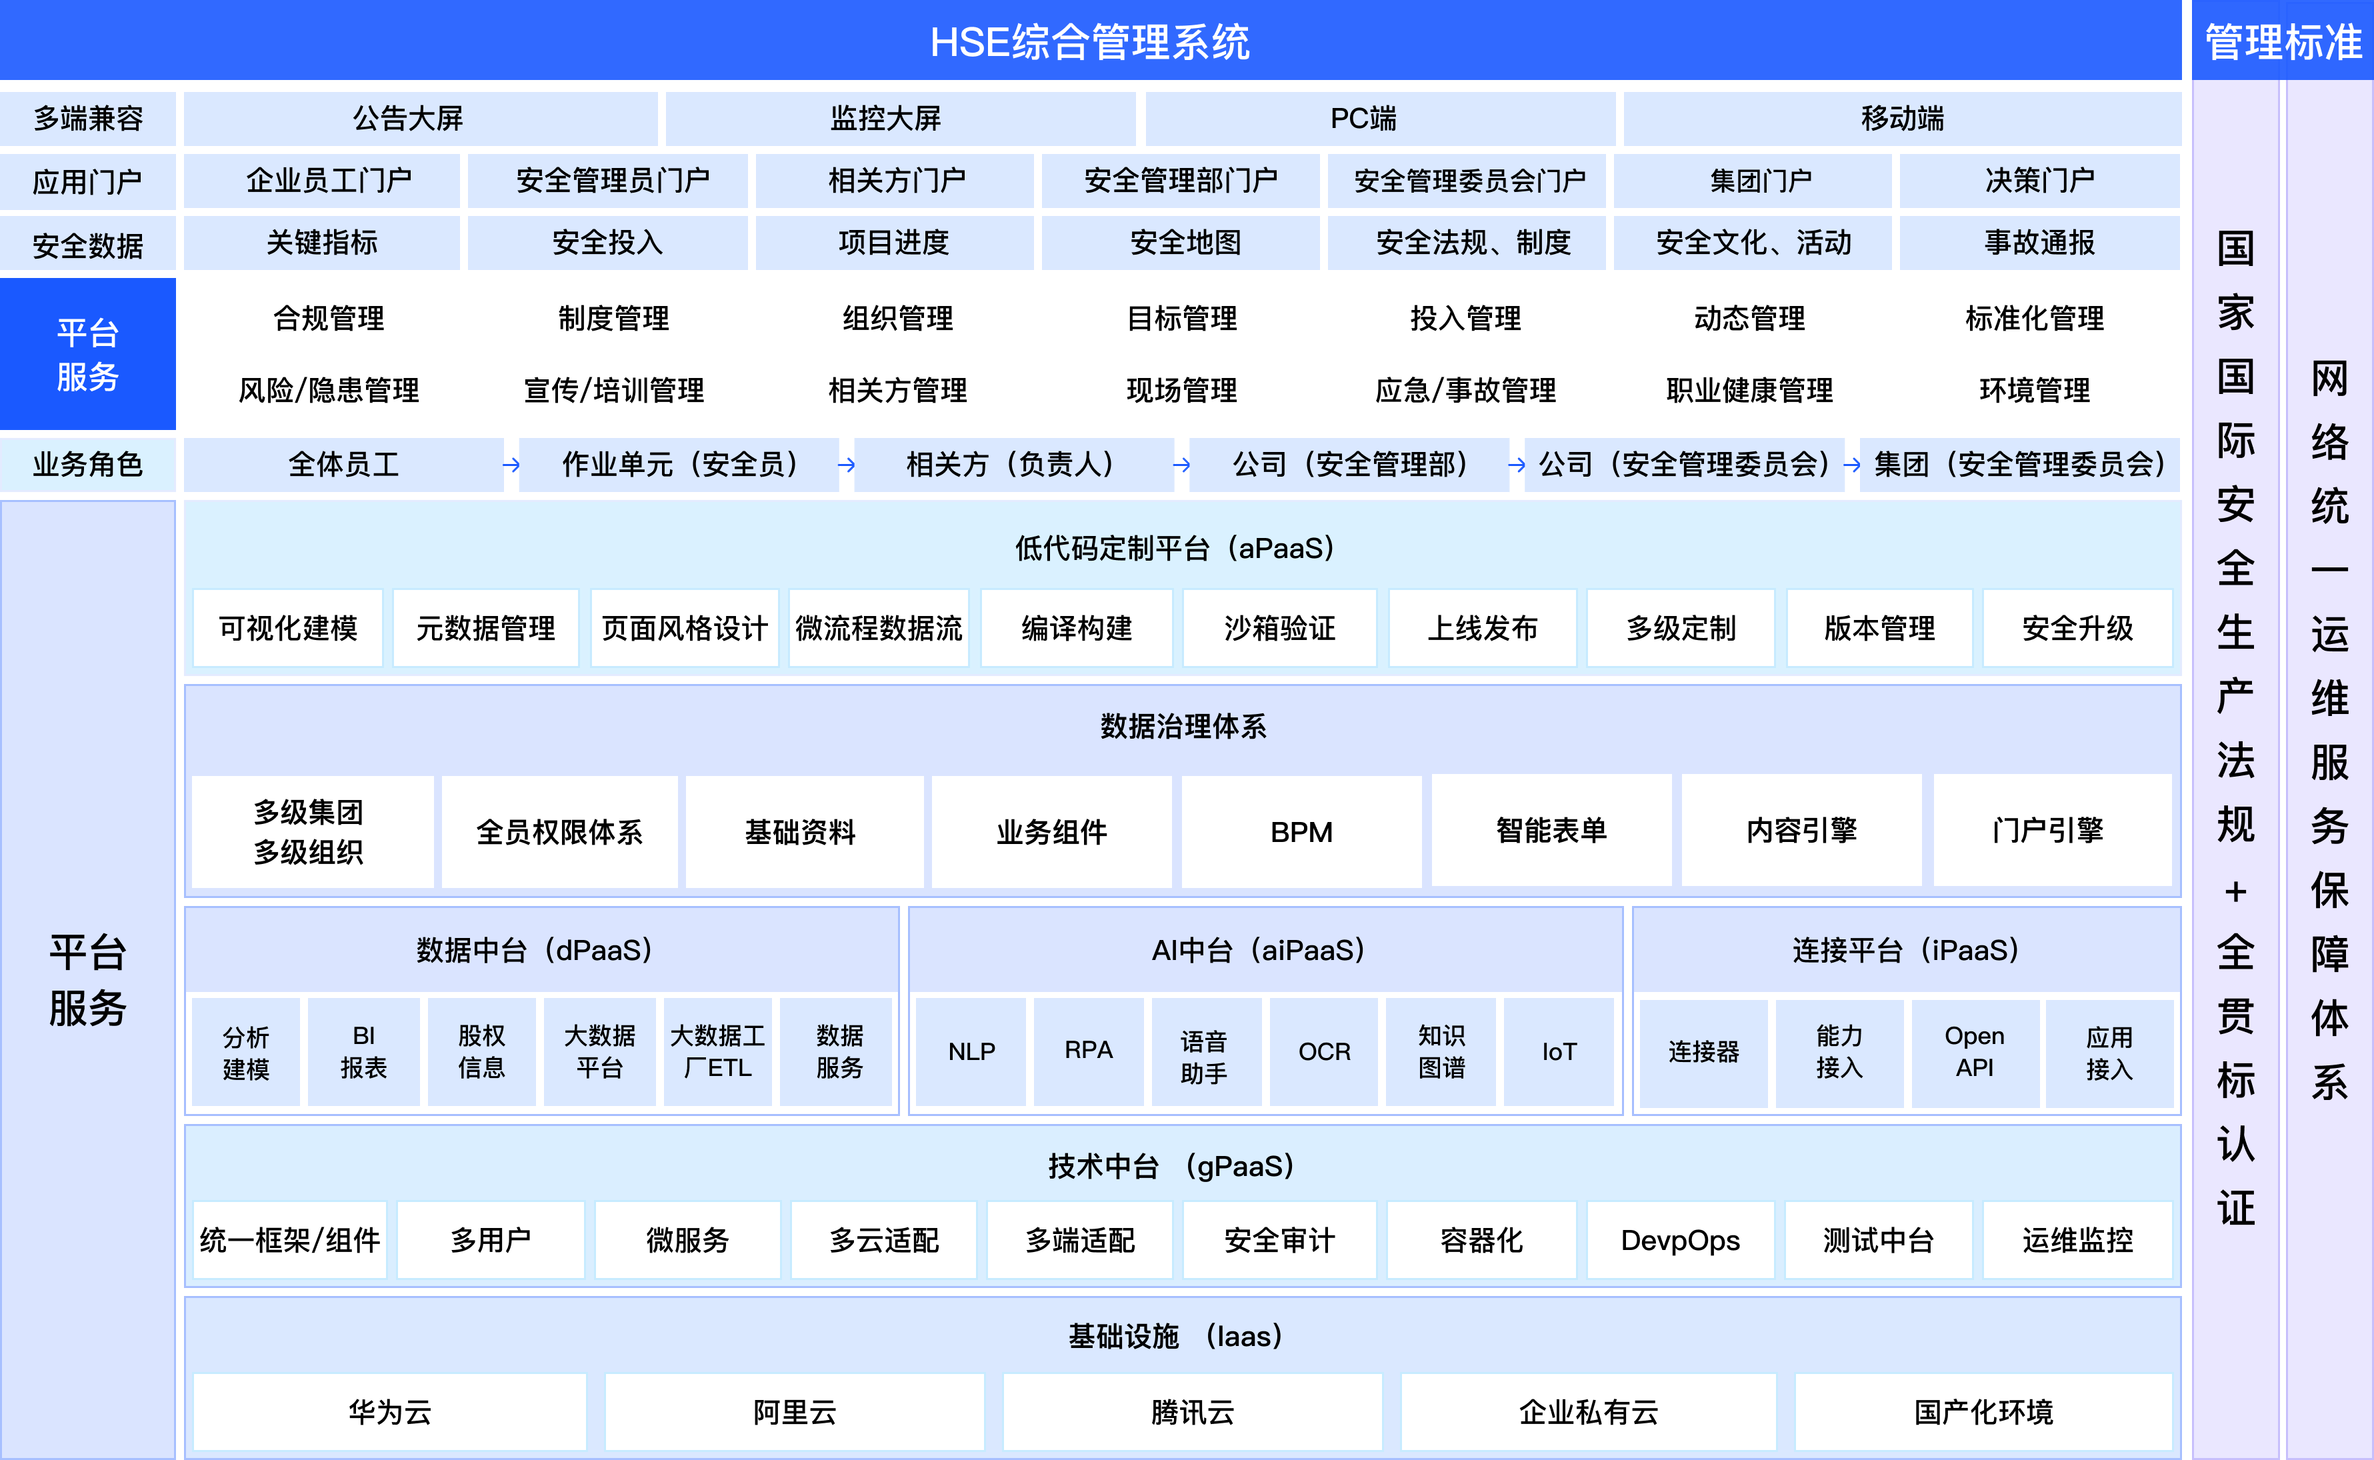 HSE综合管理系统
管理标准
多端兼容
公告大屏
监控大屏
PC端
移动端
应用门户
企业员工门户
安全管理员门户
相关方门户
安全管理部门户
安全管理委员会门户
集团门户
决策门户
安全数据
关键指标
安全投入
项目进度
安全地图
安全法规、制度
安全文化、活动
事故通报
平台
服务
合规管理
制度管理
组织管理
目标管理
投入管理
动态管理
标准化管理
风险/隐患管理
宣传/培训管理
相关方管理
现场管理
应急/事故管理
职业健康管理
环境管理
业务角色
全体员工
作业单元（安全员）
相关方（负责人）
公司（安全管理部）
公司（安全管理委员会）
集团（安全管理委员会）
平台
服务
低代码定制平台（aPaaS）
可视化建模
元数据管理
页面风格设计
微流程数据流
编译构建
沙箱验证
上线发布
多级定制
版本管理
安全升级
数据治理体系
多级集团
多级组织
全员权限体系
基础资料
业务组件
BPM
智能表单
内容引擎
门户引擎
数据中台（dPaaS）
分析
建模
BI
报表
股权
信息
大数据
平台
大数据工
厂ETL
数据
服务
AI中台（aiPaaS）
NLP
RPA
语音
助手
OCR
知识
图谱
IoT
连接平台（iPaaS）
连接器
能力
接入
Open
API
应用
接入
技术中台 （gPaaS）
统一框架/组件
多用户
微服务
多云适配
多端适配
安全审计
容器化
DevpOps
测试中台
运维监控
基础设施 （Iaas）
华为云
阿里云
腾讯云
企业私有云
国产化环境
国家国际安全生产法规+全贯标认证
网络统一运维服务保障体系